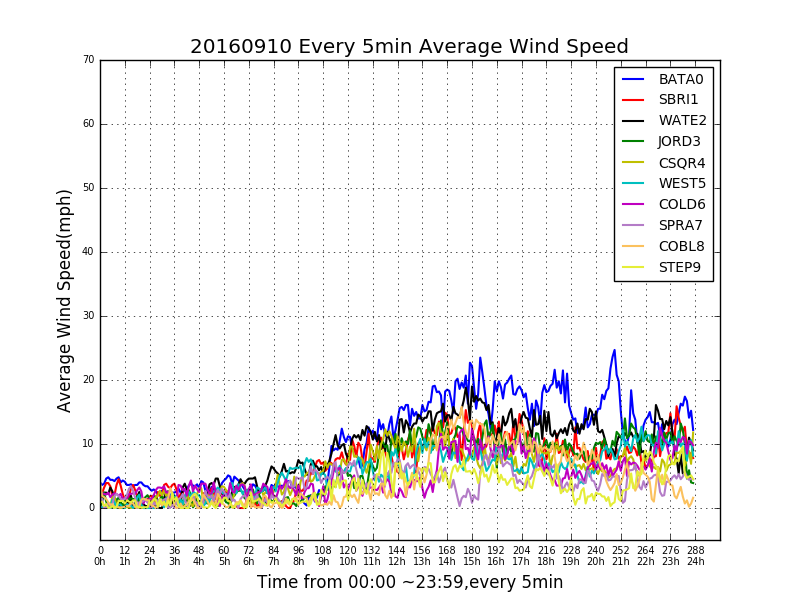 20160910 Every 5min Average Wind Speed
70
60
50
40
30
20
10
0
Average Wind Speed(mph)
BATA0
SBRI1
WATE2
JORD3
CSQR4
WEST5
COLD6
SPRA7
COBL8
STEP9
0 12 24 36 48 60 72 84 96 108 120 132 144 156 168 180 192 204 216 228 240 252 264 276 288
0h 1h 2h 3h 4h 5h 6h 7h 8h 9h 10h 11h 12h 13h 14h 15h 16h 17h 18h 19h 20h 21h 22h 23h 24h
Time from 00:00 ~23:59,every 5min